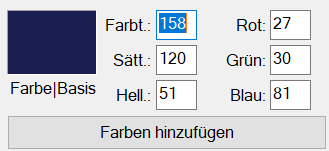 Farbt.: 158 Rot: 27
Sätt.: 120 Grün: 30
Farbe|Basis Hell.: 51 Blau: 81
Farben hinzufügen